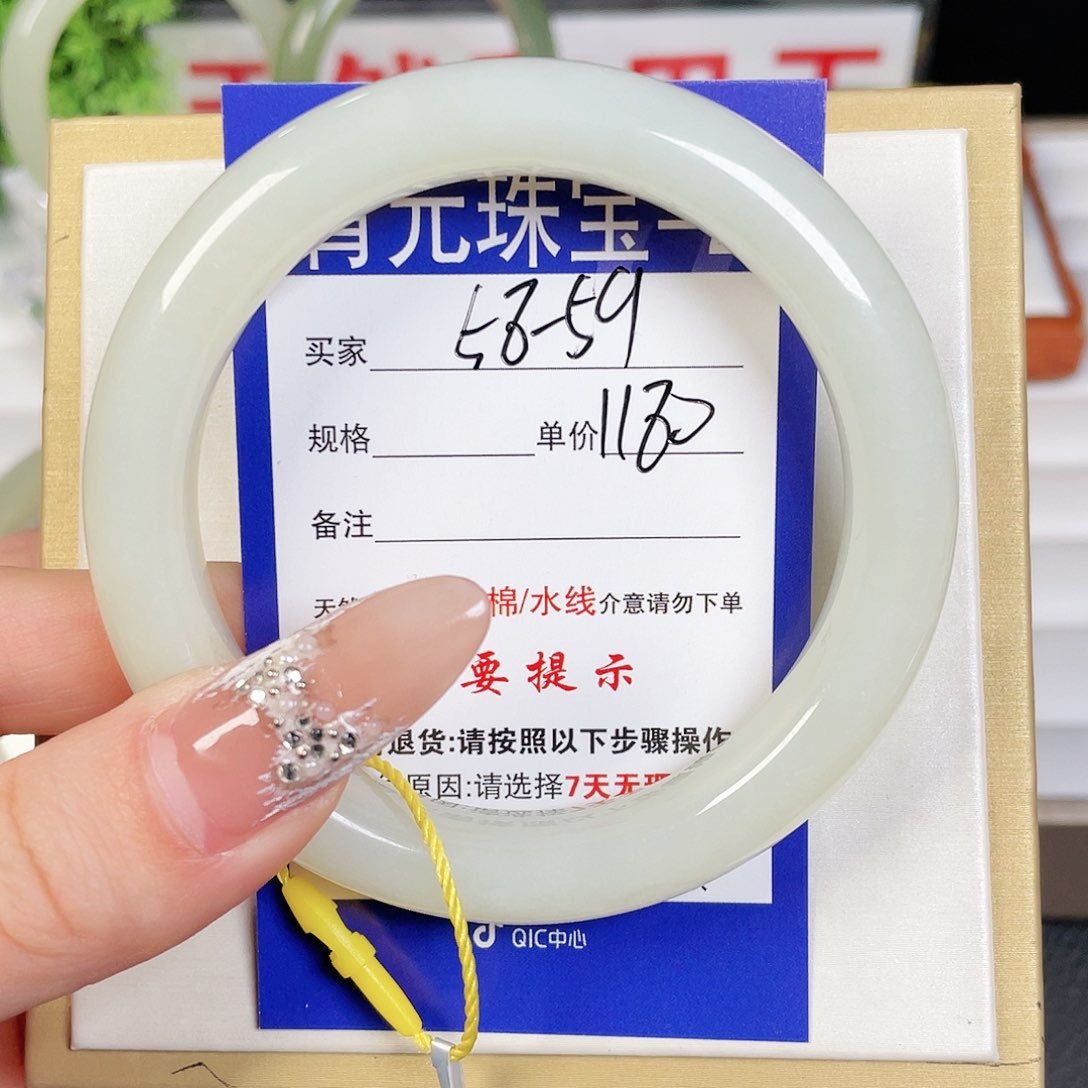 元珠宝
买家 58-59
规格 单价 1180
备注
棉/水线介意请勿下单
要提示
退货:请按照以下步骤操作
原因:请选择7天无理
QIC中心